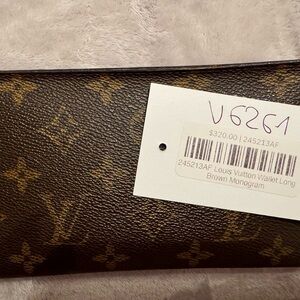 V6261
$320.00 | 245213AF
245213AF Louis Vuitton Wallet Long
Brown Monogram